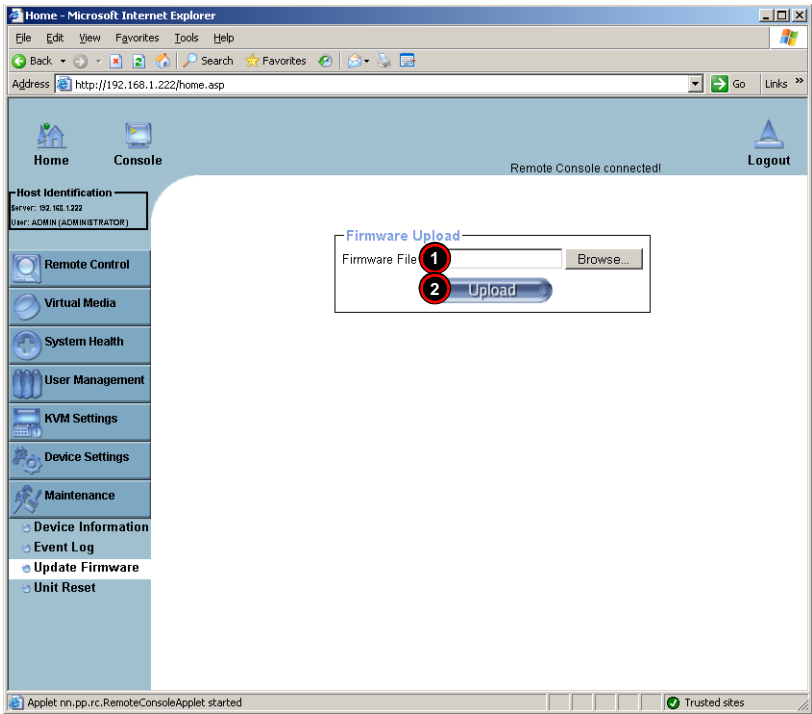 Home - Microsoft Internet Explorer
File Edit View Favorites Tools Help
Back Search Favorites
Address http://192.168.1.222/home.asp Go Links »
Home Console Remote Console connected! Logout
Host Identification
Server: 192.168.1.222
User: ADMIN (ADMINISTRATOR)
Firmware Upload
Firmware File 1 Browse...
2 Upload
Remote Control
Virtual Media
System Health
User Management
KVM Settings
Device Settings
Maintenance
Device Information
Event Log
Update Firmware
Unit Reset
Applet nn.pp.rc.RemoteConsoleApplet started Trusted sites